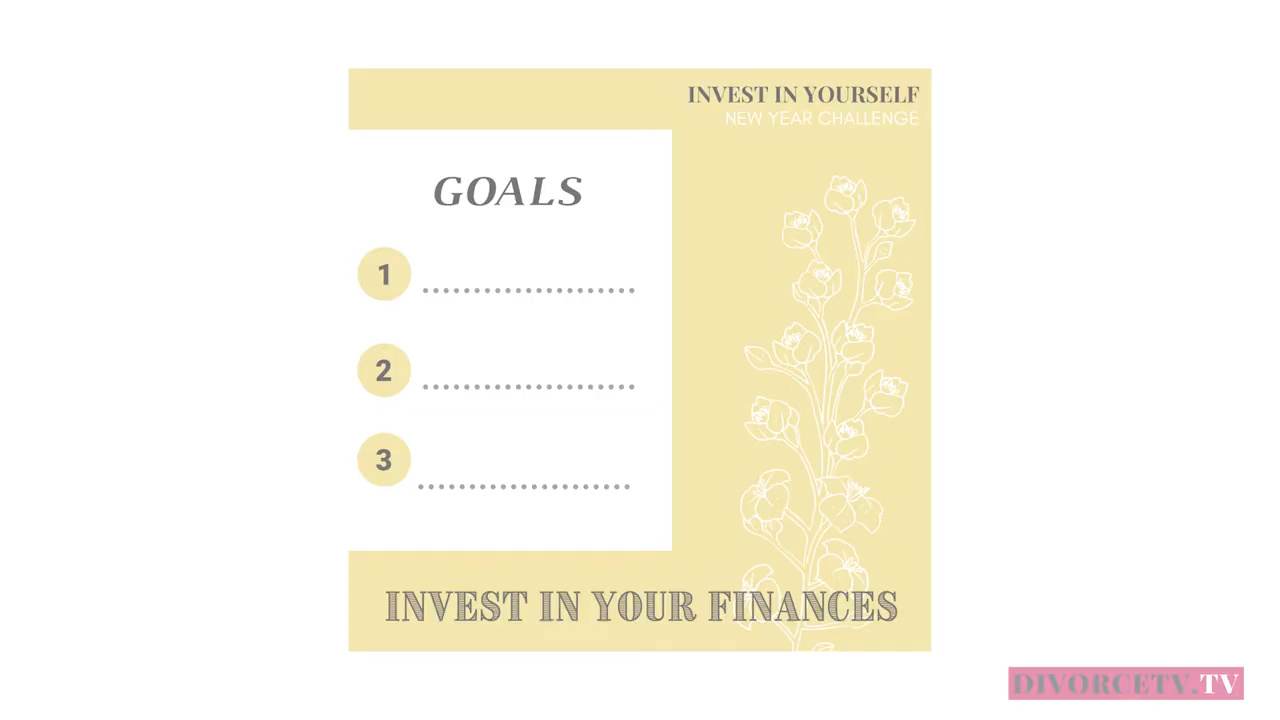 INVEST IN YOURSELF
NEW YEAR CHALLENGE
GOALS
1
2
3
INVEST IN YOUR FINANCES
DIVORCETV.TV